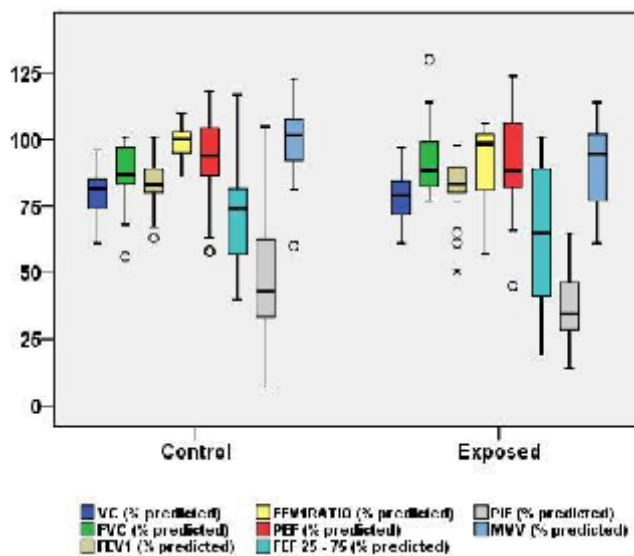 125
100
75
50
25
0
Control Exposed
VC (% predicted) FEV1RATIO (% predicted) PIF (% predicted)
FVC (% predicted) PEF (% predicted) MVV (% predicted)
FEV1 (% predicted) FEF 25 - 75 (% predicted)